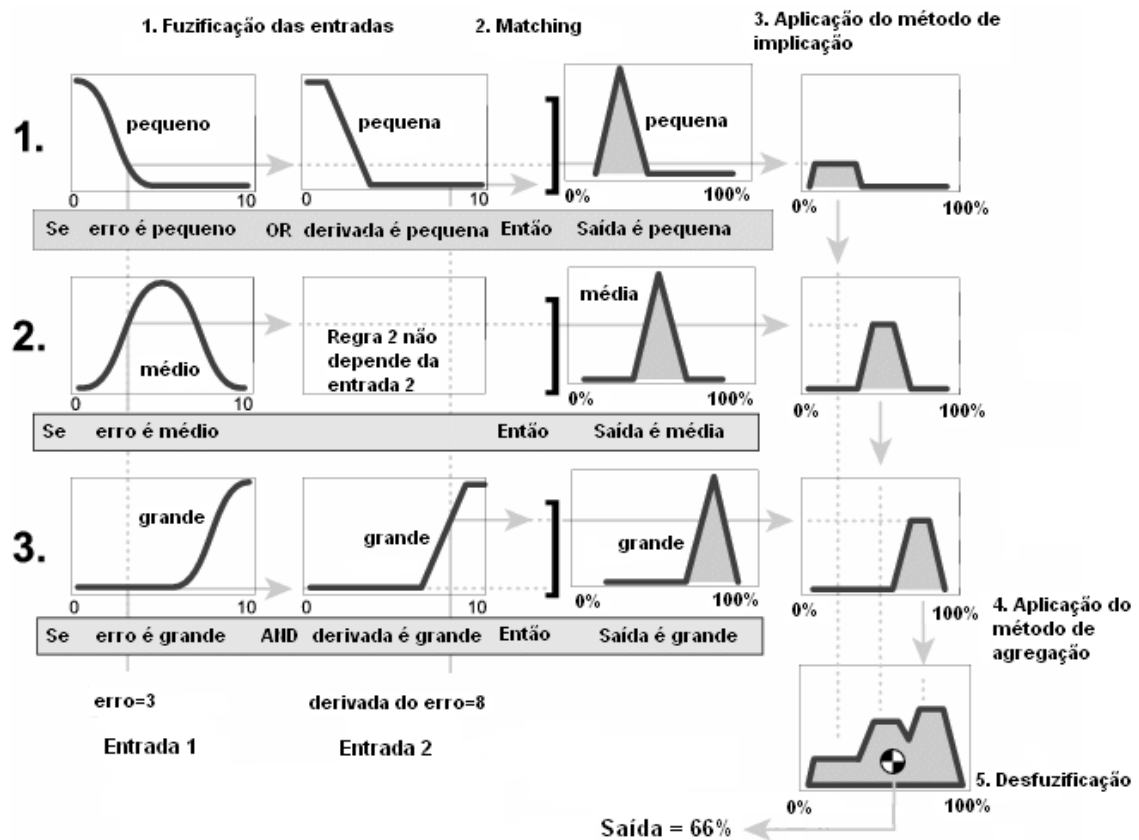 1. Fuzificação das entradas
2. Matching
3. Aplicação do método de
implicação
1.
pequeno
0
10
pequena
10
pequena
0%
100%
0%
100%
Se erro é pequeno OR derivada é pequena Então Saída é pequena
2.
médio
0
10
Regra 2 não
depende da
entrada 2
média
0%
100%
0%
100%
Se erro é médio Então Saída é média
3.
grande
0
10
grande
0
10
grande
0%
100%
0%
100%
Se erro é grande AND derivada é grande Então Saída é grande
4. Aplicação do
método de
agregação
erro=3
derivada do erro=8
Entrada 1
Entrada 2
5. Desfuzificação
0%
100%
Saída = 66%